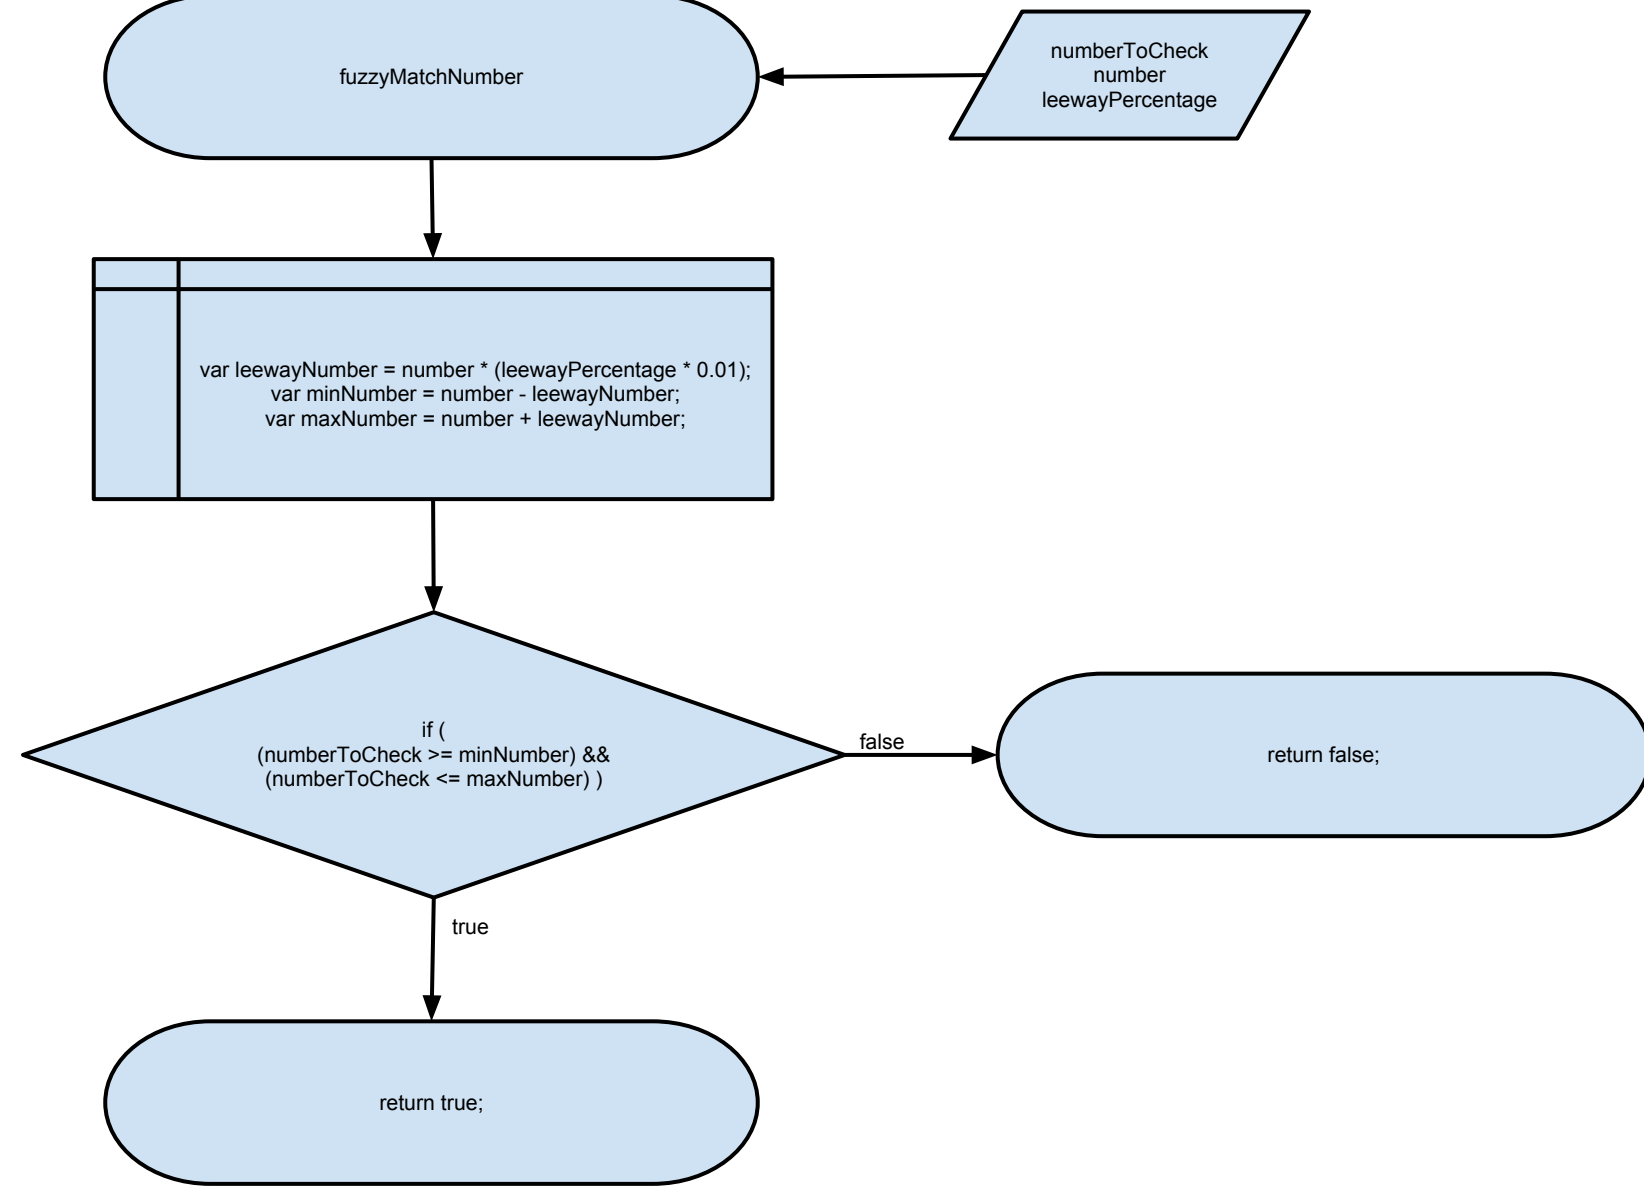 fuzzyMatchNumber
numberToCheck
number
leewayPercentage
var leewayNumber = number * (leewayPercentage * 0.01);
var minNumber = number - leewayNumber;
var maxNumber = number + leewayNumber;
if (
(numberToCheck >= minNumber) &&
(numberToCheck <= maxNumber) )
false
return false;
true
return true;